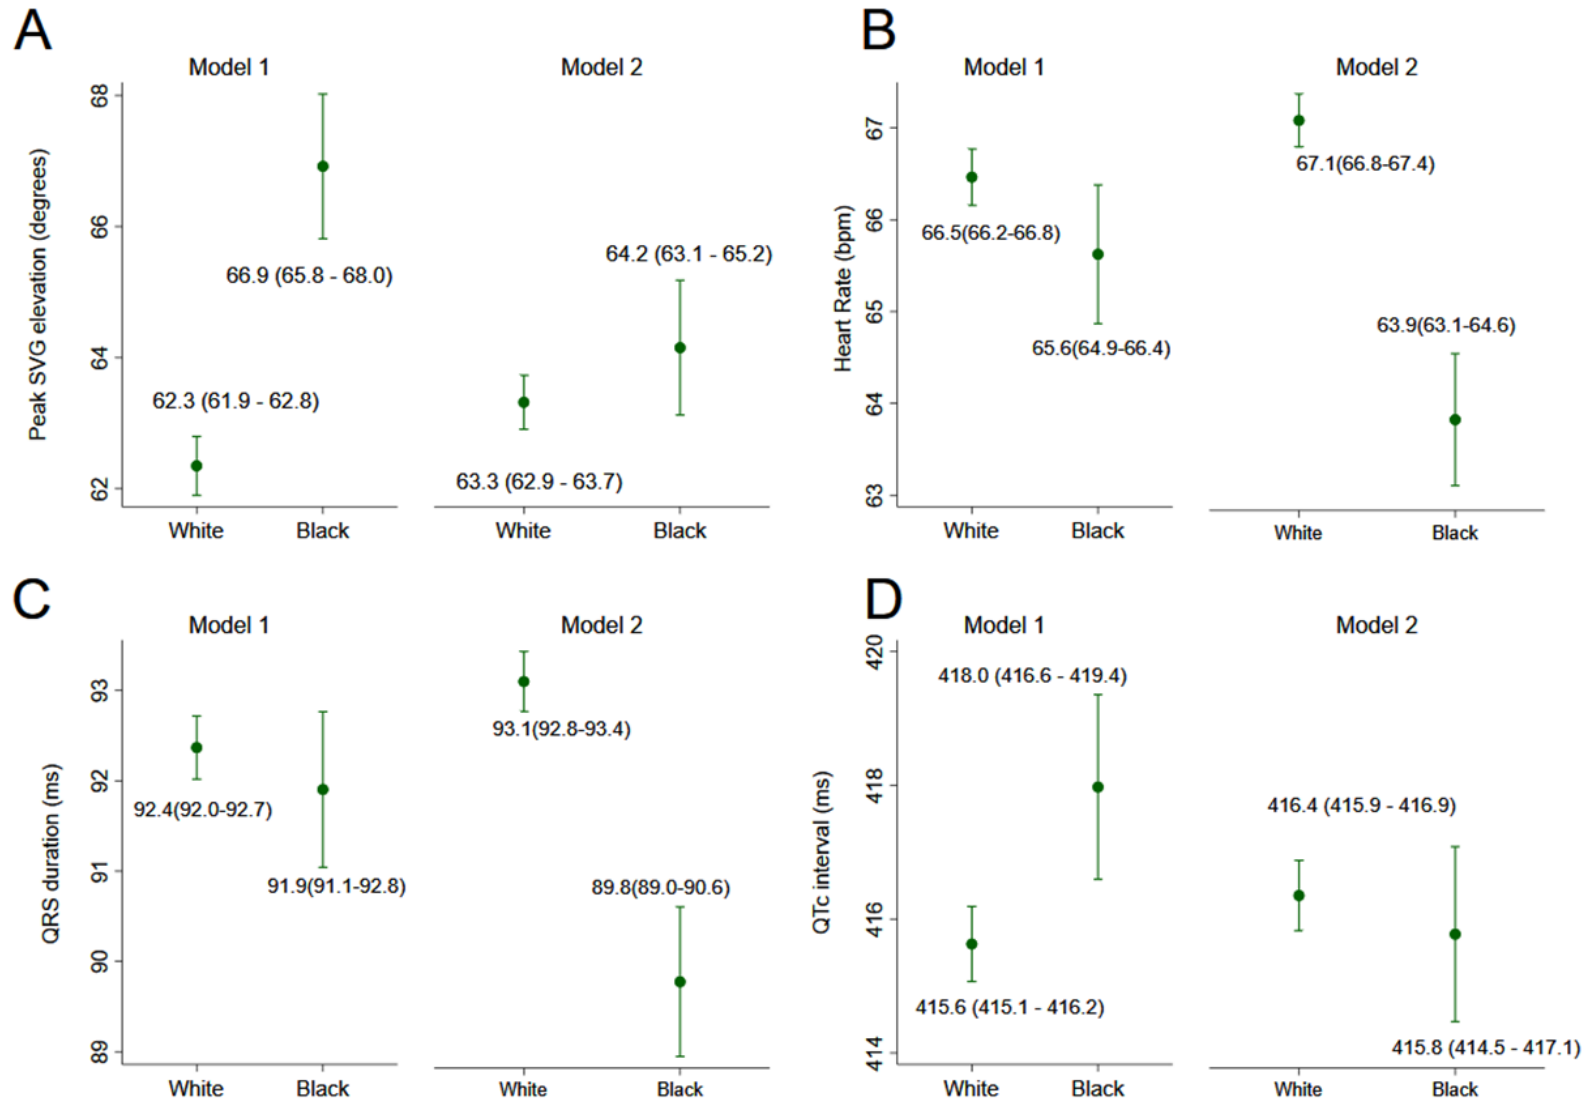 A
Model 1
Model 2
Peak SVG elevation (degrees)
68
66
64
62
66.9 (65.8 - 68.0)
62.3 (61.9 - 62.8)
64.2 (63.1 - 65.2)
63.3 (62.9 - 63.7)
White
Black
White
Black
B
Model 1
Model 2
Heart Rate (bpm)
67
66
65
64
63
66.5(66.2-66.8)
65.6(64.9-66.4)
67.1(66.8-67.4)
63.9(63.1-64.6)
White
Black
White
Black
C
Model 1
Model 2
QRS duration (ms)
93
92
91
90
89
92.4(92.0-92.7)
91.9(91.1-92.8)
93.1(92.8-93.4)
89.8(89.0-90.6)
White
Black
White
Black
D
Model 1
Model 2
QTc interval (ms)
420
418
416
414
418.0 (416.6 - 419.4)
415.6 (415.1 - 416.2)
416.4 (415.9 - 416.9)
415.8 (414.5 - 417.1)
White
Black
White
Black